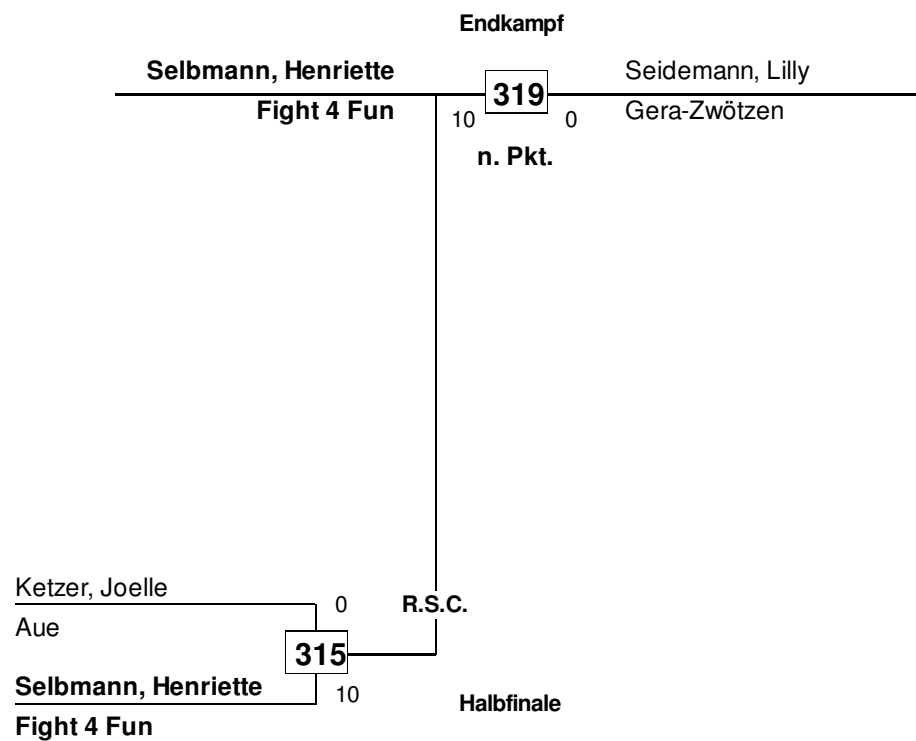 Endkampf
Selbmann, Henriette
Fight 4 Fun
319
10
0
n. Pkt.
Seidemann, Lilly
Gera-Zwötzen
Ketzer, Joelle
Aue
0
R.S.C.
315
Selbmann, Henriette
Fight 4 Fun
10
Halbfinale